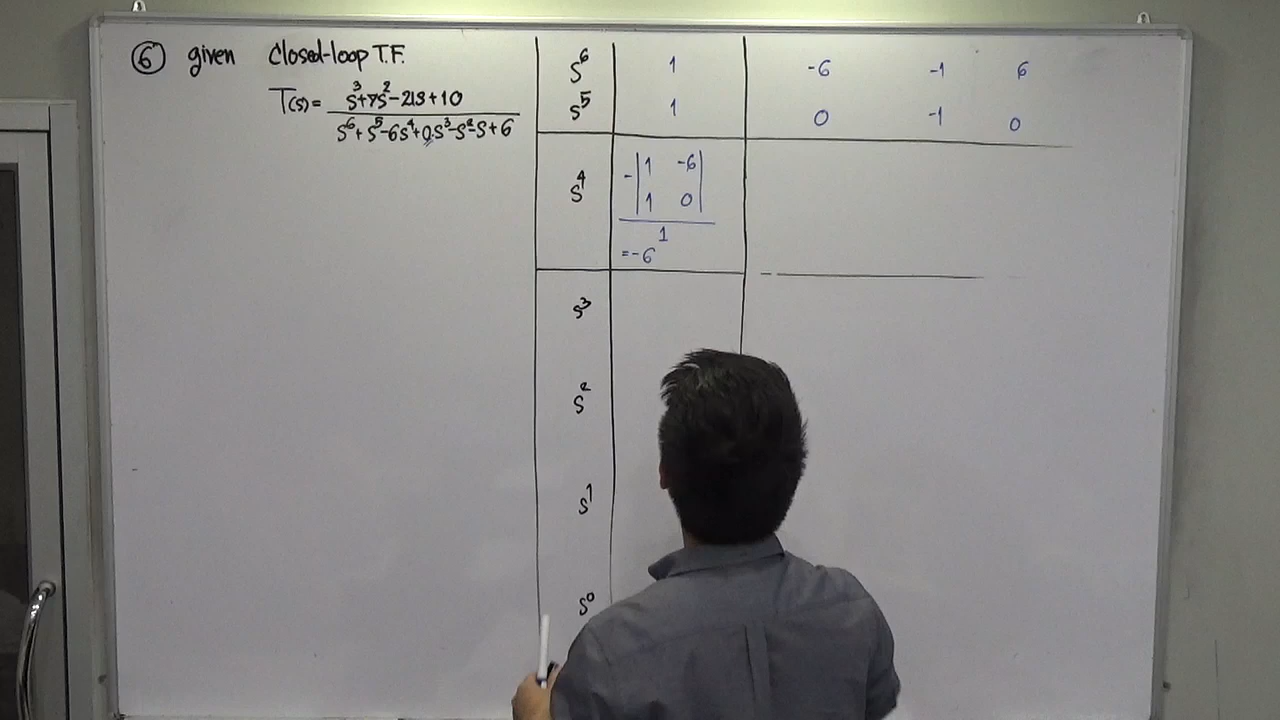 ⑥ given Closed-loop T.F.
T(s) = s³+7s²-21s+10
s⁶+s⁵-6s⁴+0s³-s²-s+6
s⁶ 1 -6 -1 6
s⁵ 1 0 -1 0
s⁴ -|1 -6|
|1 0|
1
=-6
s³
s²
s¹
s⁰